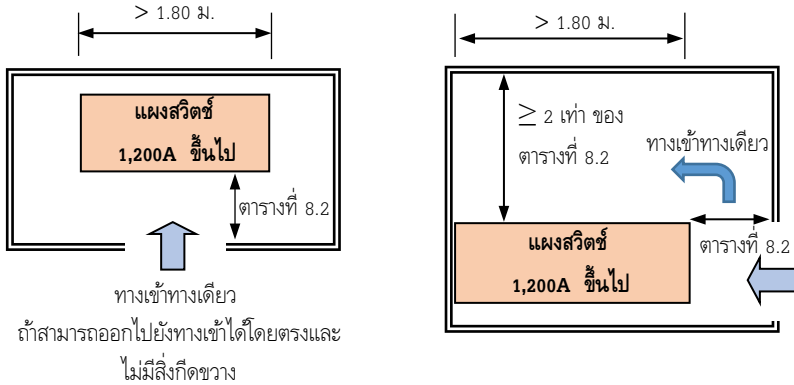 > 1.80 ม.
แผงสวิตช์
1,200A ขึ้นไป
ตารางที่ 8.2
ทางเข้าทางเดียว
ถ้าสามารถออกไปยังทางเข้าได้โดยตรงและ
ไม่มีสิ่งกีดขวาง
> 1.80 ม.
≥ 2 เท่า ของ
ตารางที่ 8.2
ทางเข้าทางเดียว
แผงสวิตช์
1,200A ขึ้นไป
ตารางที่ 8.2